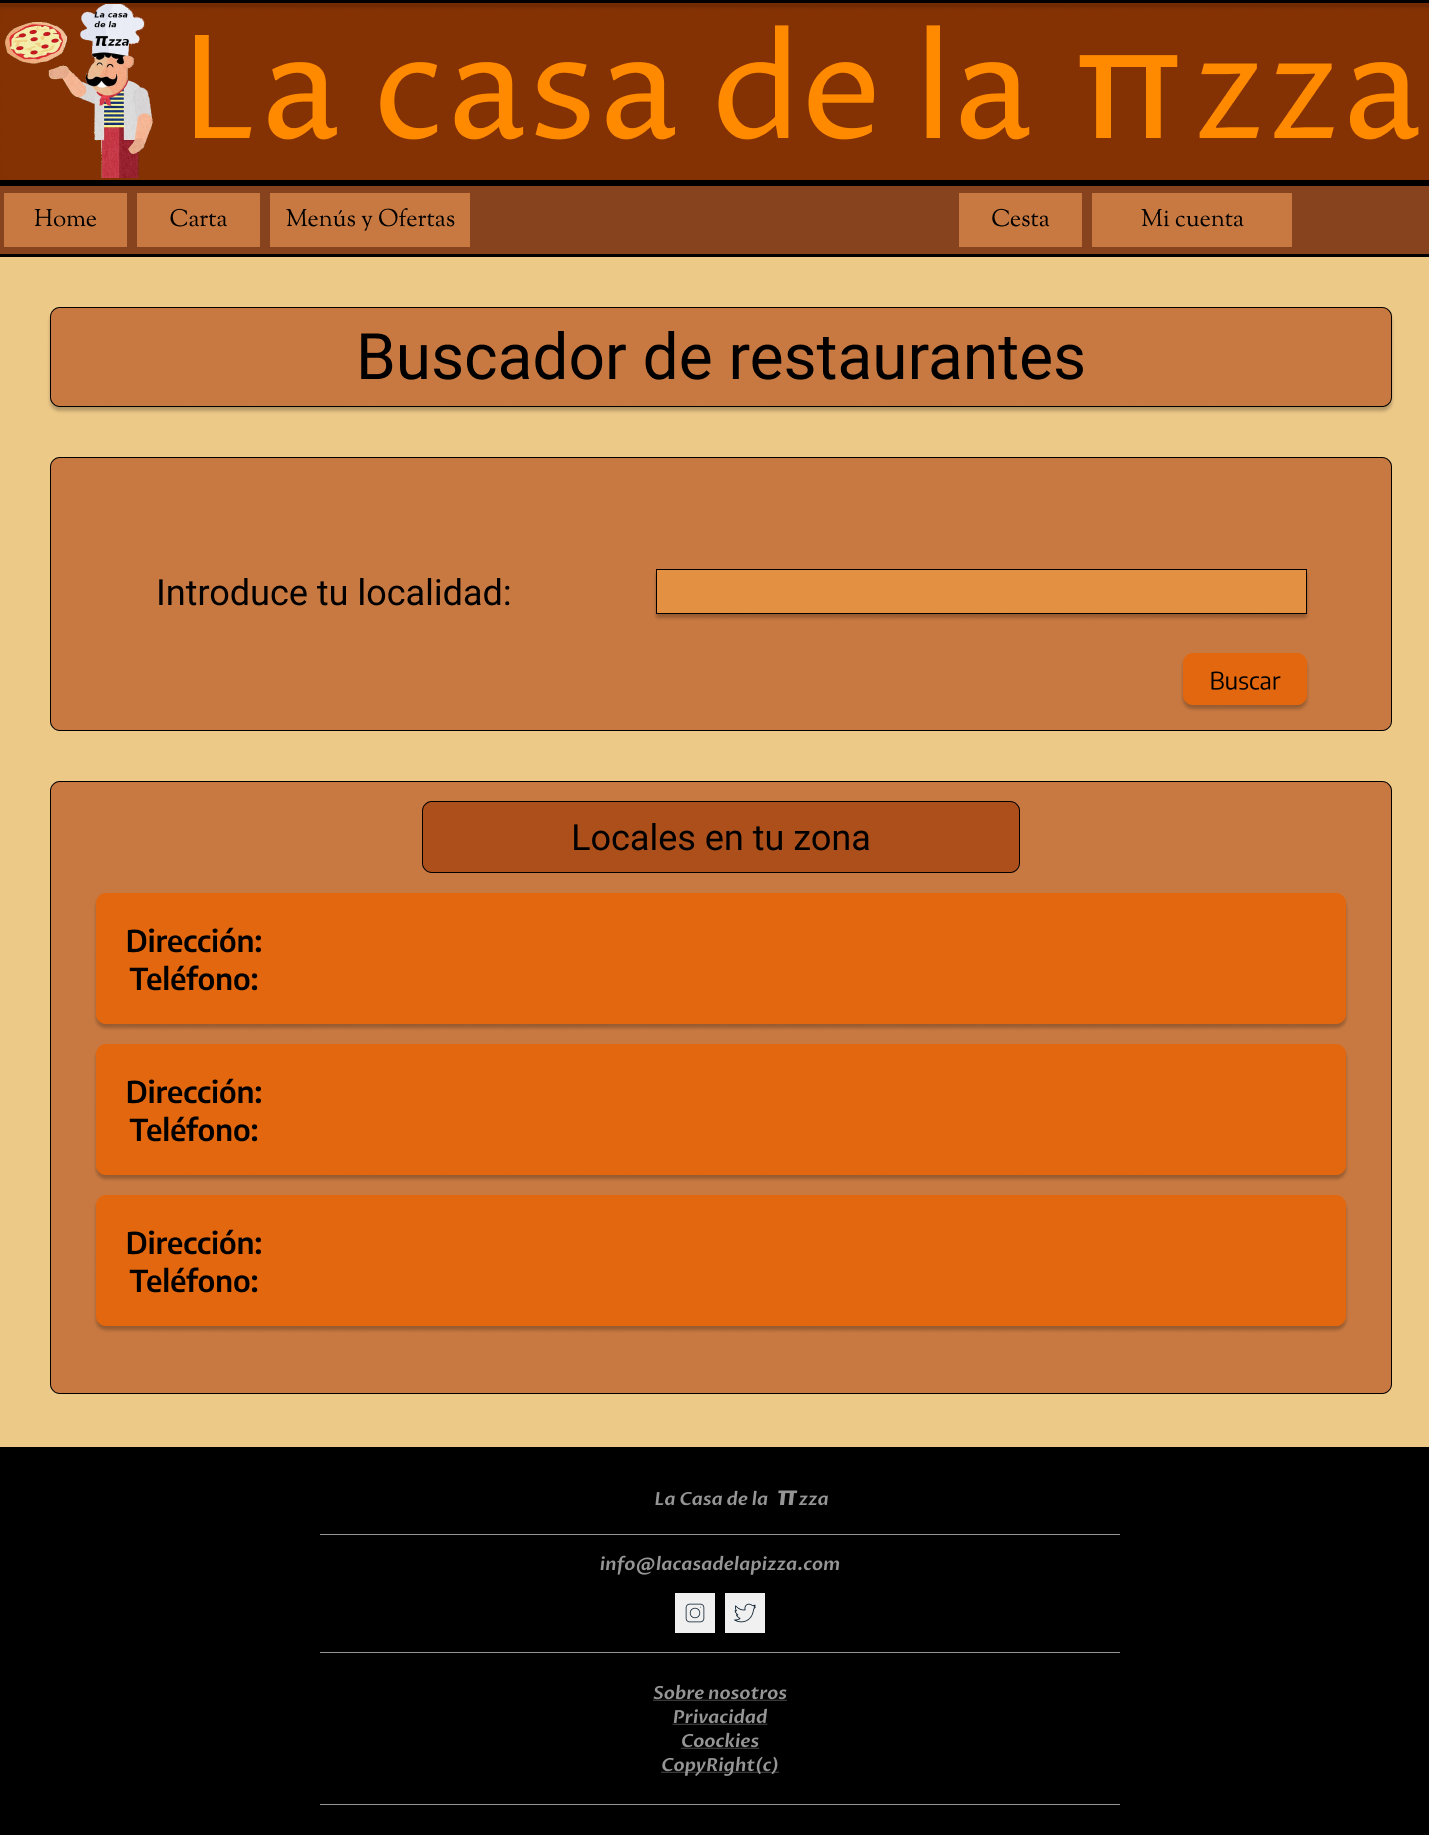 La casa
de la
πzza
La casa de la πzza
Home
Carta
Menús y Ofertas
Cesta
Mi cuenta
Buscador de restaurantes
Introduce tu localidad:
Buscar
Locales en tu zona
Dirección:
Teléfono:
Dirección:
Teléfono:
Dirección:
Teléfono:
La Casa de la πzza
info@lacasadelapizza.com
Sobre nosotros
Privacidad
Coockies
CopyRight(c)